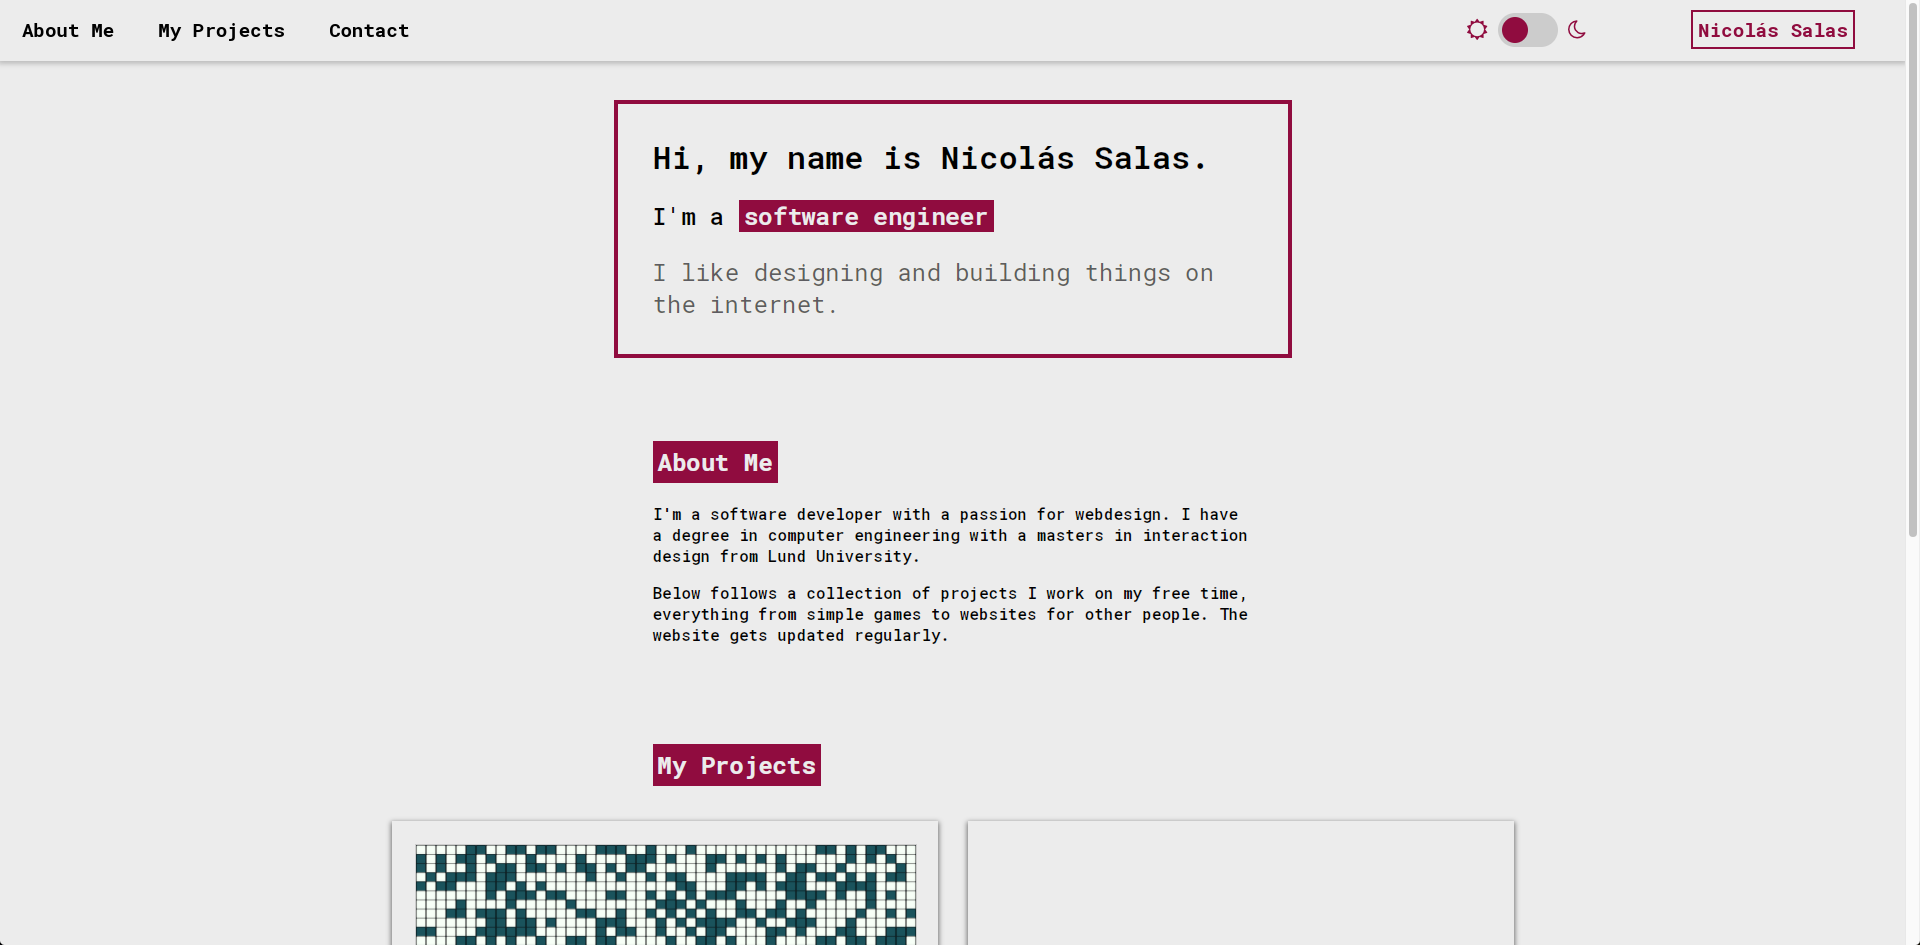 About Me
My Projects
Contact
Nicolás Salas
Hi, my name is Nicolás Salas.
I'm a software engineer
I like designing and building things on
the internet.
About Me
I'm a software developer with a passion for webdesign. I have
a degree in computer engineering with a masters in interaction
design from Lund University.
Below follows a collection of projects I work on my free time,
everything from simple games to websites for other people. The
website gets updated regularly.
My Projects